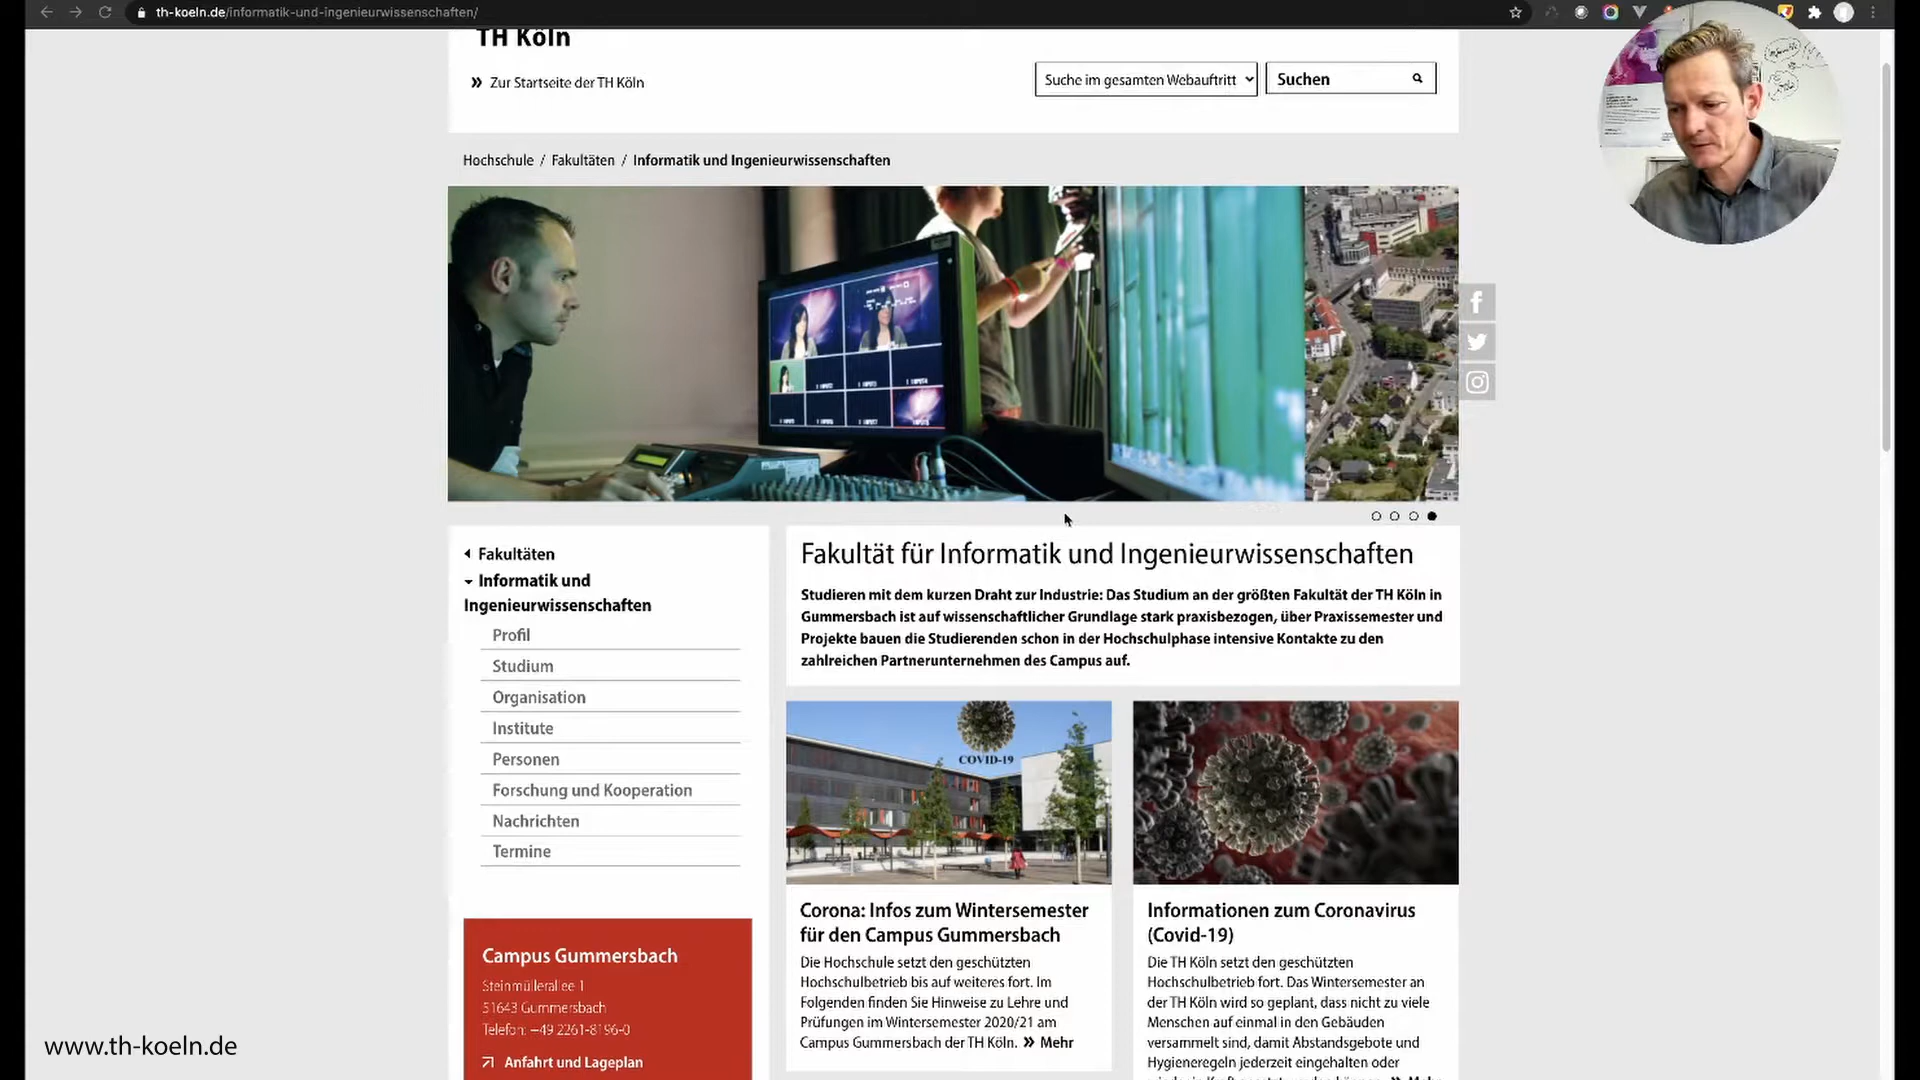 th-koeln.de/informatik-und-ingenieurwissenschaften/
TH Köln
Zur Startseite der TH Köln
Suche im gesamten Webauftritt
Suchen
Hochschule / Fakultäten / Informatik und Ingenieurwissenschaften
Fakultäten
Informatik und
Ingenieurwissenschaften
Profil
Studium
Organisation
Institute
Personen
Forschung und Kooperation
Nachrichten
Termine
Campus Gummersbach
Steinmüllerallee 1
51643 Gummersbach
Telefon: +49 2261-8196-0
Anfahrt und Lageplan
Fakultät für Informatik und Ingenieurwissenschaften
Studieren mit dem kurzen Draht zur Industrie: Das Studium an der größten Fakultät der TH Köln in
Gummersbach ist auf wissenschaftlicher Grundlage stark praxisbezogen, über Praxissemester und
Projekte bauen die Studierenden schon in der Hochschulphase intensive Kontakte zu den
zahlreichen Partnerunternehmen des Campus auf.
COVID-19
Corona: Infos zum Wintersemester
für den Campus Gummersbach
Die Hochschule setzt den geschützten
Hochschulbetrieb bis auf weiteres fort. Im
Folgenden finden Sie Hinweise zu Lehre und
Prüfungen im Wintersemester 2020/21 am
Campus Gummersbach der TH Köln. » Mehr
Informationen zum Coronavirus
(Covid-19)
Die TH Köln setzt den geschützten
Hochschulbetrieb fort. Das Wintersemester an
der TH Köln wird so geplant, dass nicht zu viele
Menschen auf einmal in den Gebäuden
versammelt sind, damit Abstandsgebote und
Hygieneregeln jederzeit eingehalten oder
www.th-koeln.de